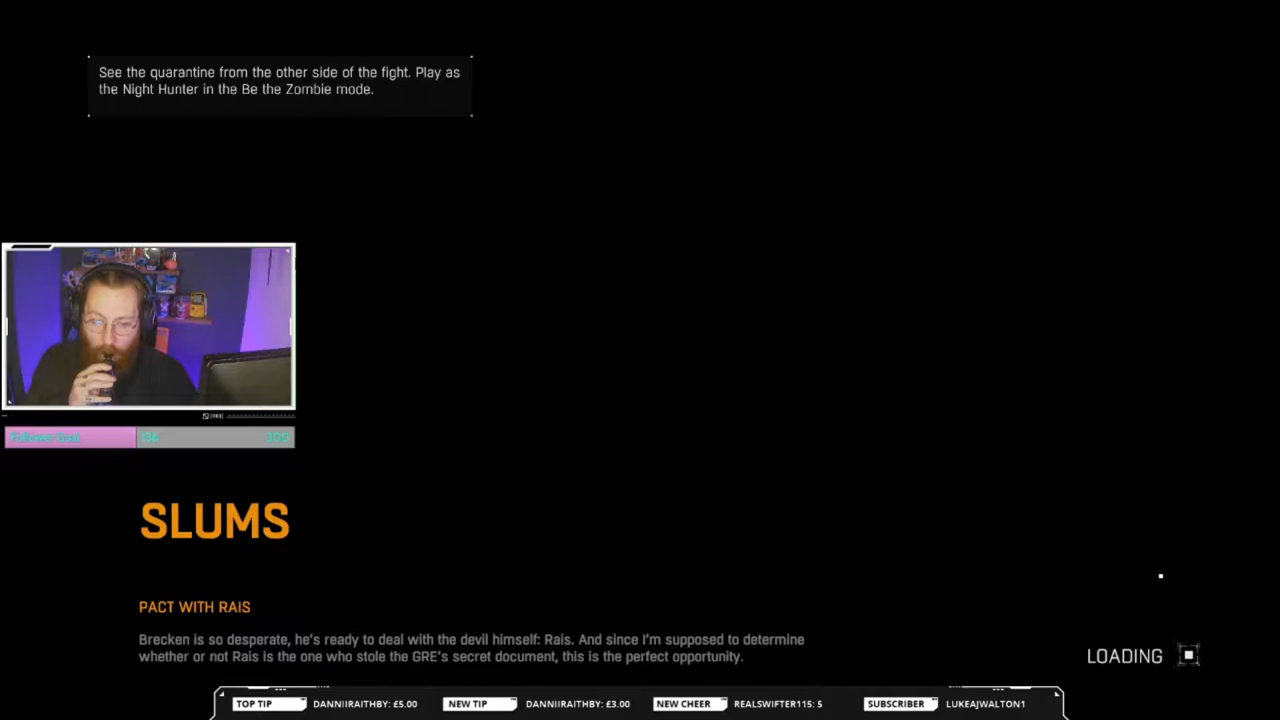 See the quarantine from the other side of the fight. Play as
the Night Hunter in the Be the Zombie mode.
Follower Goal
136
SLUMS
PACT WITH RAIS
Brecken is so desperate, he's ready to deal with the devil himself: Rais. And since I'm supposed to determine
whether or not Rais is the one who stole the GRE's secret document, this is the perfect opportunity.
LOADING
TOP TIP DANNIIRAITHBY: £5.00 NEW TIP DANNIIRAITHBY: £3.00 NEW CHEER REALSWIFTER115: 5 SUBSCRIBER LUKEAJWALTON1